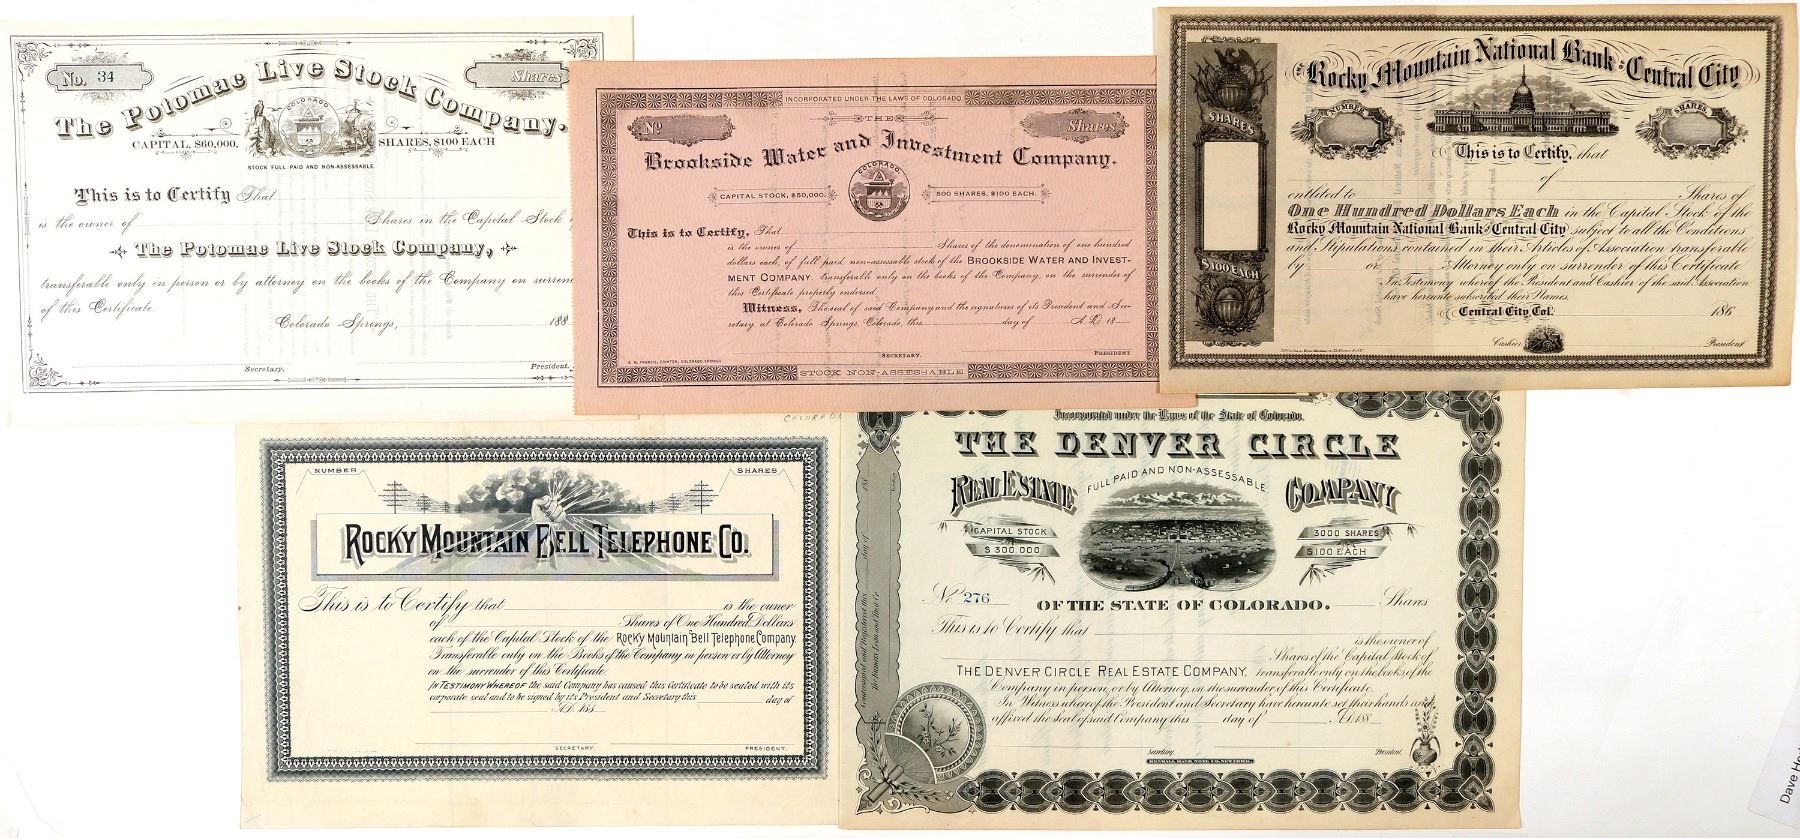 No. 34
Shares
The Potomac Live Stock Company.
COLORADO
CAPITAL, $60,000.
SHARES, $100 EACH
STOCK FULL PAID AND NON-ASSESSABLE.
This is to Certify That
is the owner of Shares in the Capital Stock
The Potomac Live Stock Company,
transferable only in person or by attorney on the books of the Company on surren
of this Certificate.
Colorado Springs, 188
Secretary. President.
INCORPORATED UNDER THE LAWS OF COLORADO
No. Shares
THE
Brookside Water and Investment Company.
COLORADO.
CAPITAL STOCK, $50,000.
500 SHARES, $100 EACH.
This is to Certify, That
is the owner of Shares of the denomination of one hundred
dollars each, of full paid, non-assessable stock of the BROOKSIDE WATER AND INVEST-
MENT COMPANY, transferable only on the books of the Company, on the surrender of
this Certificate properly endorsed.
Witness, The seal of said Company and the signatures of its President and Sec-
retary, at Colorado Springs, Colorado, this day of A.D. 18
SECRETARY. PRESIDENT.
STOCK NON-ASSESSABLE.
THE Rocky Mountain National Bank of Central City
NUMBER
SHARES
SHARES
$100 EACH
This is to Certify, that
of
entitled to Shares of
One Hundred Dollars Each in the Capital Stock of the
Rocky Mountain National Bank of Central City subject to all the Conditions
and Stipulations contained in their Articles of Association transferable
by or Attorney only on surrender of this Certificate.
In Testimony whereof the President and Cashier of the said Association
have hereunto subscribed their Names.
Central City Col. 186
Cashier President
COLORADO
NUMBER
SHARES
ROCKY MOUNTAIN BELL TELEPHONE CO.
This is to Certify that is the owner
of Shares of One Hundred Dollars
each of the Capital Stock of the Rocky Mountain Bell Telephone Company.
Transferable only on the Books of the Company in person or by Attorney
on the surrender of this Certificate.
IN TESTIMONY WHEREOF the said Company has caused this Certificate to be sealed with its
corporate seal and to be signed by its President and Secretary this day of
A.D. 188
SECRETARY. PRESIDENT.
Incorporated under the Laws of the State of Colorado.
THE DENVER CIRCLE
REAL ESTATE COMPANY
FULL PAID AND NON-ASSESSABLE
CAPITAL STOCK
$300.000
3000 SHARES
$100 EACH
No. 276
OF THE STATE OF COLORADO. Shares
This is to Certify that
is the owner of
Shares of the Capital Stock of
THE DENVER CIRCLE REAL ESTATE COMPANY. transferable only on the books of the
Company in person, or by Attorney, on the surrender of this Certificate.
In Witness whereof the President and Secretary have hereunto set their hands and
affixed the seal of said Company this day of A.D. 188
Secretary. President.
KENDALL BANK NOTE CO. NEW YORK.
Dave